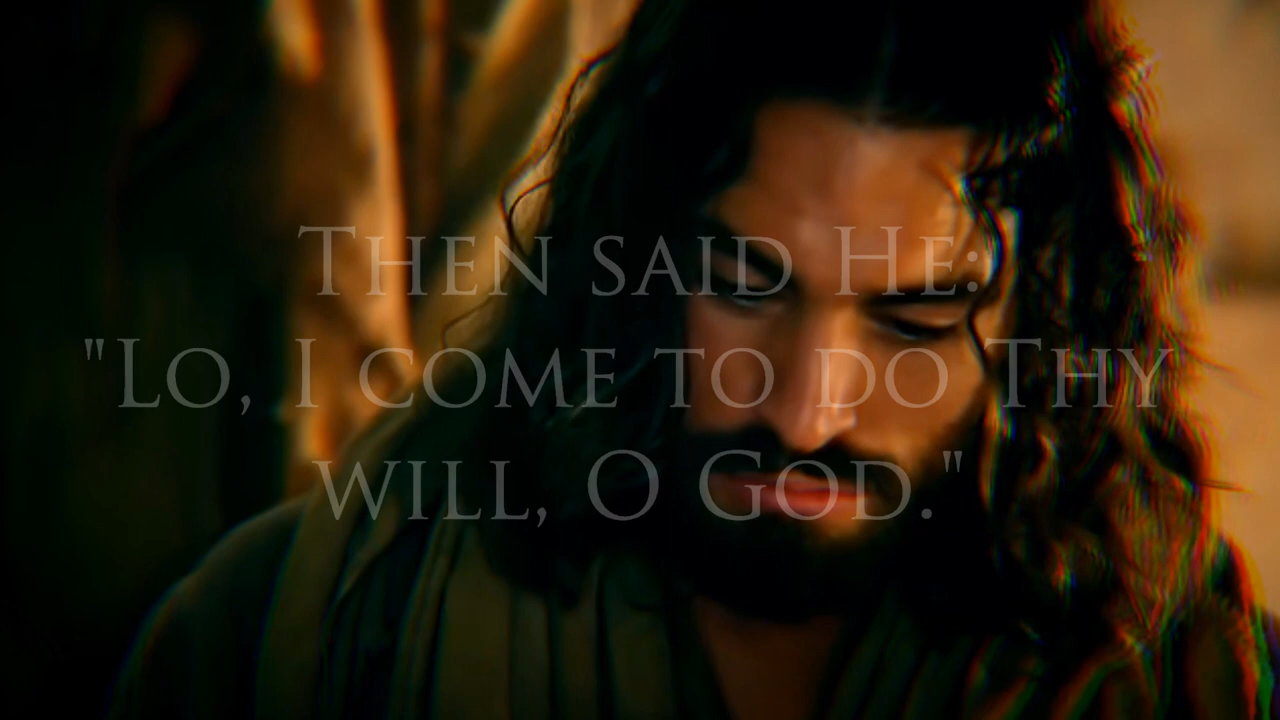 Then said He:
"Lo, I come to do Thy
will, O God."